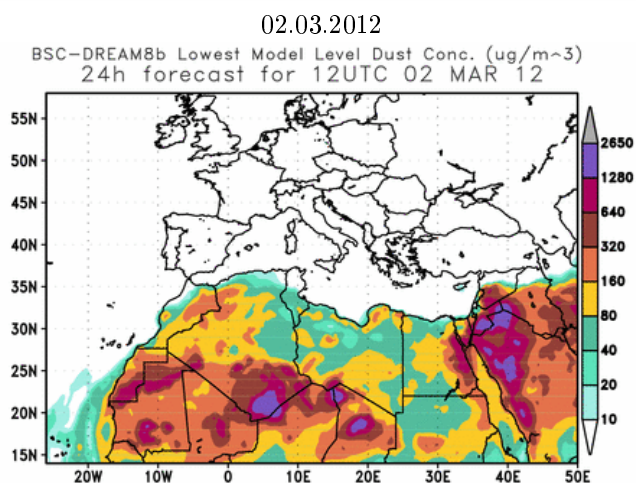 02.03.2012
BSC-DREAM8b Lowest Model Level Dust Conc. (ug/m^3)
24h forecast for 12UTC 02 MAR 12
55N
50N
45N
40N
35N
30N
25N
20N
15N
20W 10W 0 10E 20E 30E 40E 50E
2650
1280
640
320
160
80
40
20
10